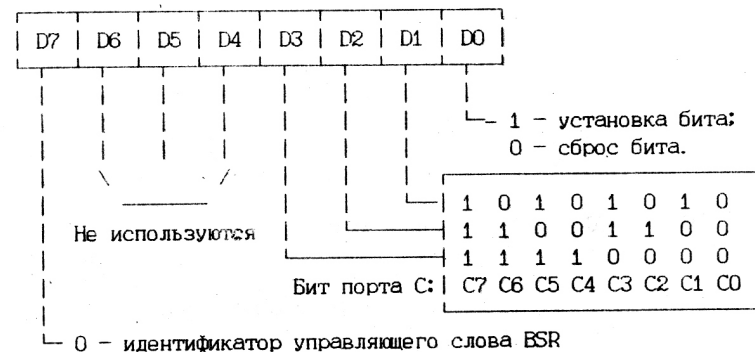 D7 D6 D5 D4 D3 D2 D1 D0
1 - установка бита;
0 - сброс бита.
1 0 1 0 1 0 1 0
Не используются
1 1 0 0 1 1 0 0
1 1 1 1 0 0 0 0
Бит порта C: C7 C6 C5 C4 C3 C2 C1 C0
0 - идентификатор управляющего слова BSR